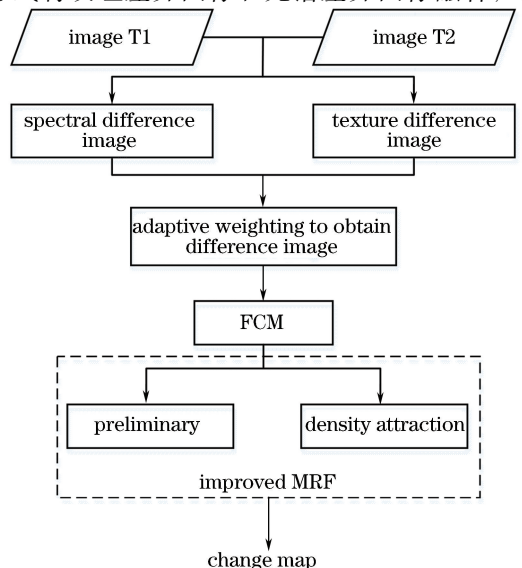 image T1
image T2
spectral difference
image
texture difference
image
adaptive weighting to obtain
difference image
FCM
preliminary
density attraction
improved MRF
change map